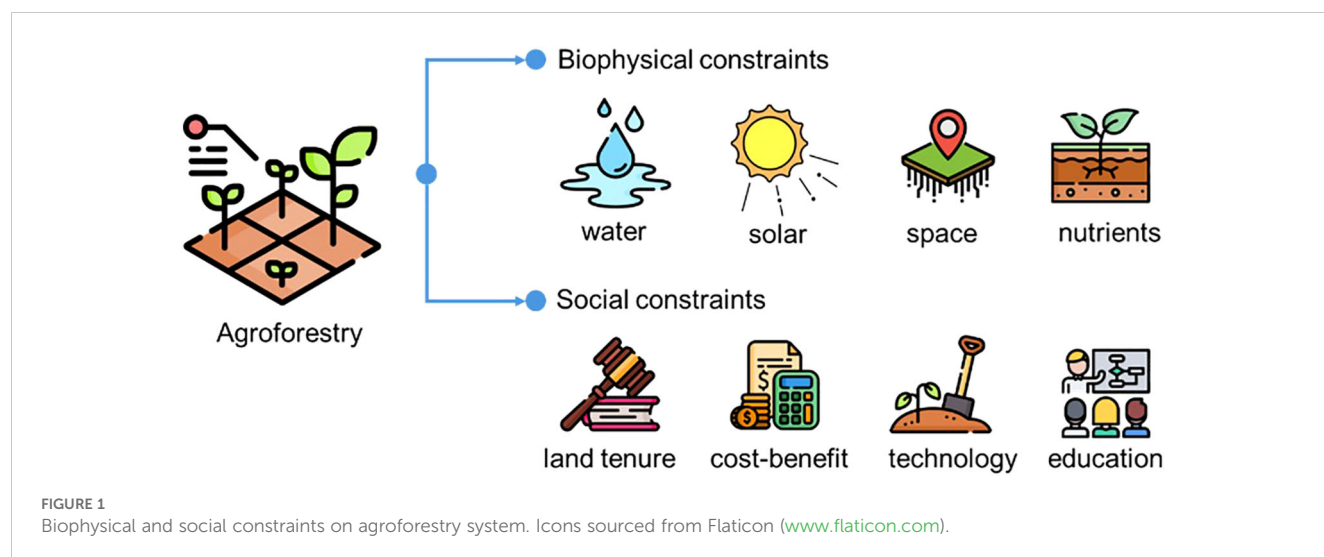 Biophysical constraints
water
solar
space
nutrients
Agroforestry
Social constraints
land tenure
cost-benefit
technology
education
FIGURE 1
Biophysical and social constraints on agroforestry system. Icons sourced from Flaticon (www.flaticon.com).